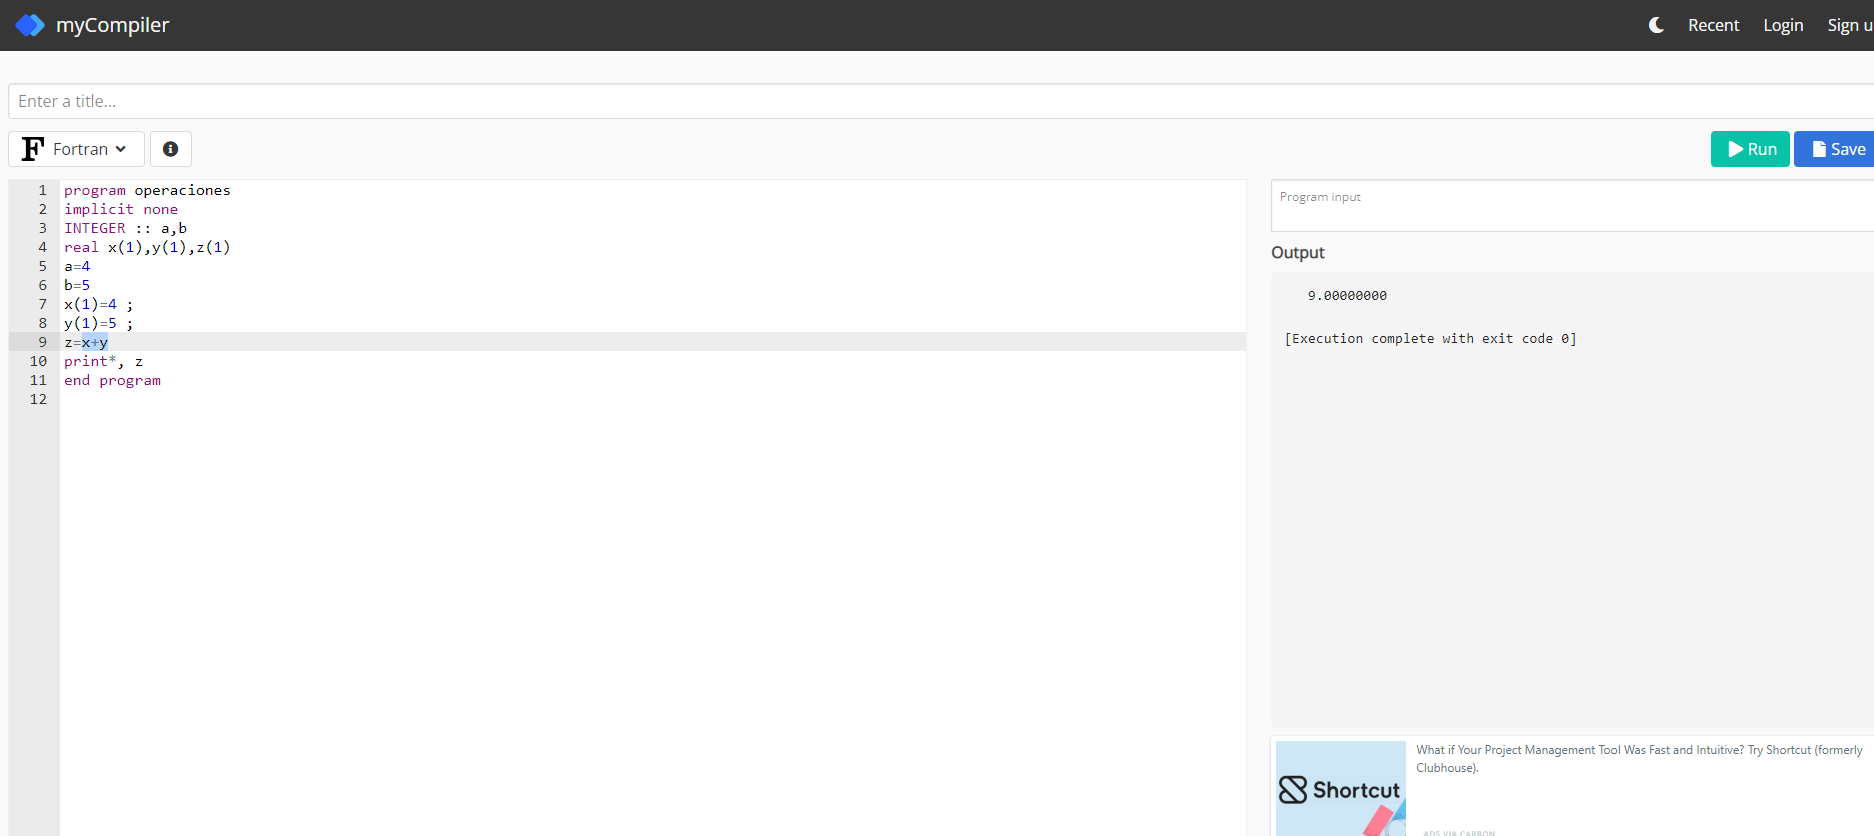 myCompiler
Recent Login Sign u
Enter a title...
Fortran
Run Save
1 program operaciones
2 implicit none
3 INTEGER :: a,b
4 real x(1),y(1),z(1)
5 a=4
6 b=5
7 x(1)=4 ;
8 y(1)=5 ;
9 z=x+y
10 print*, z
11 end program
12
Program input
Output
9.00000000
[Execution complete with exit code 0]
What if Your Project Management Tool Was Fast and Intuitive? Try Shortcut (formerly
Clubhouse).
Shortcut
ADS VIA CARBON